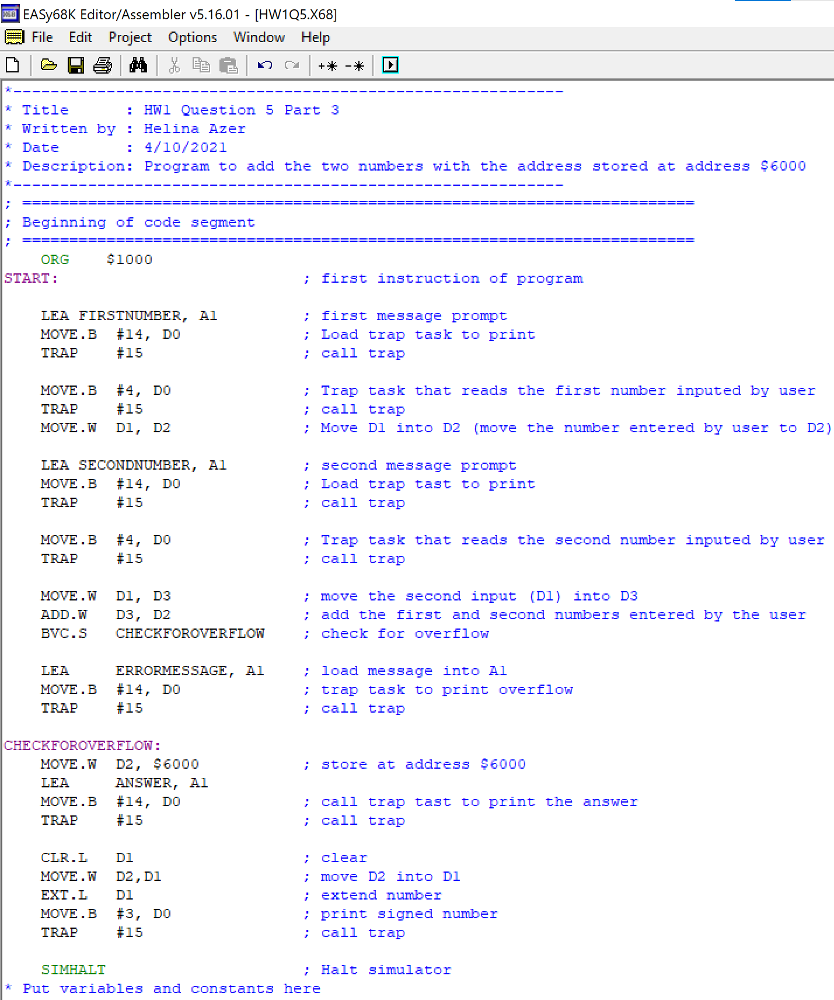 EASy68K Editor/Assembler v5.16.01 - [HW1Q5.X68]
File Edit Project Options Window Help
*-----------------------------------------------------------
* Title      : HW1 Question 5 Part 3
* Written by : Helina Azer
* Date       : 4/10/2021
* Description: Program to add the two numbers with the address stored at address $6000
*-----------------------------------------------------------
; ========================================================================
; Beginning of code segment
; ========================================================================
    ORG    $1000
START:                          ; first instruction of program
    LEA FIRSTNUMBER, A1         ; first message prompt
    MOVE.B  #14, D0             ; Load trap task to print
    TRAP    #15                 ; call trap
    MOVE.B  #4, D0              ; Trap task that reads the first number inputed by user
    TRAP    #15                 ; call trap
    MOVE.W  D1, D2              ; Move D1 into D2 (move the number entered by user to D2)
    LEA SECONDNUMBER, A1        ; second message prompt
    MOVE.B  #14, D0             ; Load trap tast to print
    TRAP    #15                 ; call trap
    MOVE.B  #4, D0              ; Trap task that reads the second number inputed by user
    TRAP    #15                 ; call trap
    MOVE.W  D1, D3              ; move the second input (D1) into D3
    ADD.W   D3, D2              ; add the first and second numbers entered by the user
    BVC.S   CHECKFOROVERFLOW    ; check for overflow
    LEA     ERRORMESSAGE, A1    ; load message into A1
    MOVE.B  #14, D0             ; trap task to print overflow
    TRAP    #15                 ; call trap
CHECKFOROVERFLOW:
    MOVE.W  D2, $6000           ; store at address $6000
    LEA     ANSWER, A1
    MOVE.B  #14, D0             ; call trap tast to print the answer
    TRAP    #15                 ; call trap
    CLR.L   D1                  ; clear
    MOVE.W  D2,D1               ; move D2 into D1
    EXT.L   D1                  ; extend number
    MOVE.B  #3, D0              ; print signed number
    TRAP    #15                 ; call trap
    SIMHALT                     ; Halt simulator
* Put variables and constants here